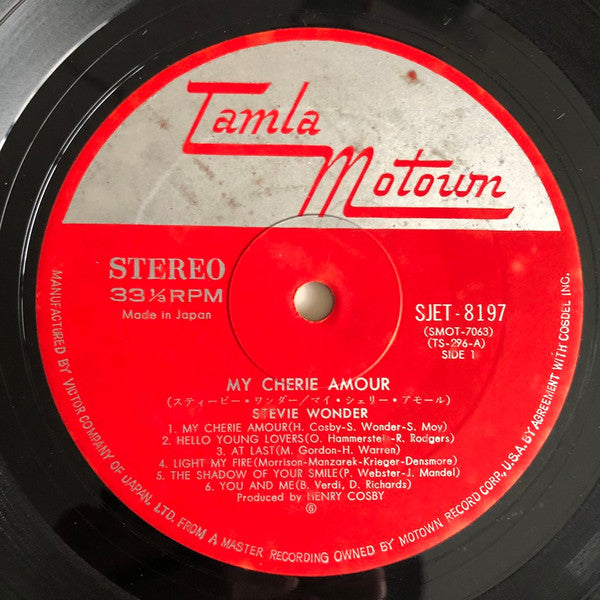 Tamla
Motown
STEREO
33⅓RPM
Made in Japan
SJET-8197
(SMOT-7063)
(TS-296-A)
SIDE 1
MY CHERIE AMOUR
(スティービー・ワンダー/マイ・シェリー・アモール)
STEVIE WONDER
1. MY CHERIE AMOUR(H. Cosby-S. Wonder-S. Moy)
2. HELLO YOUNG LOVERS(O. Hammerstein-R. Rodgers)
3. AT LAST(M. Gordon-H. Warren)
4. LIGHT MY FIRE(Morrison-Manzarek-Krieger-Densmore)
5. THE SHADOW OF YOUR SMILE(P. Webster-J. Mandel)
6. YOU AND ME(B. Verdi, D. Richards)
Produced by HENRY COSBY
Ⓢ
MANUFACTURED BY VICTOR COMPANY OF JAPAN, LTD. FROM A MASTER RECORDING OWNED BY MOTOWN RECORD CORP., U.S.A. BY AGREEMENT WITH COSDEL INC.